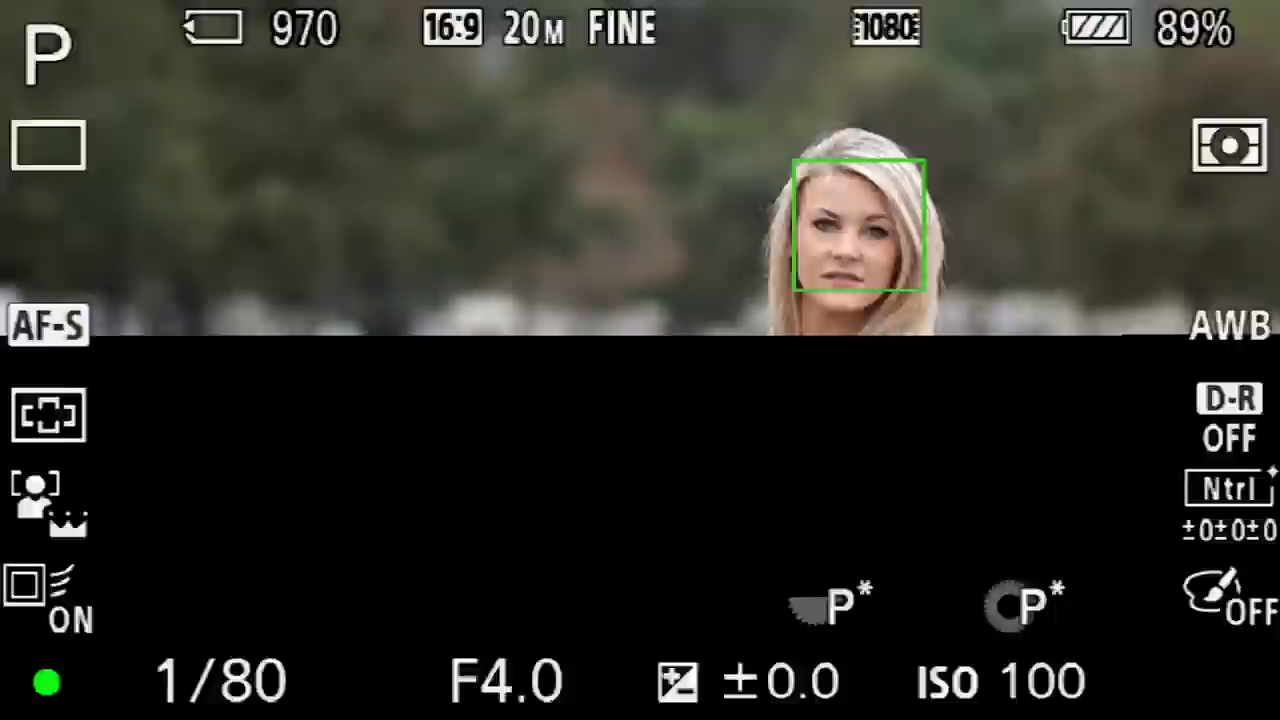 P 970 16:9 20M FINE 1080 89%
AF-S AWB
D-R
OFF
Ntrl
±0±0±0
ON P* P* OFF
1/80 F4.0 ±0.0 ISO 100